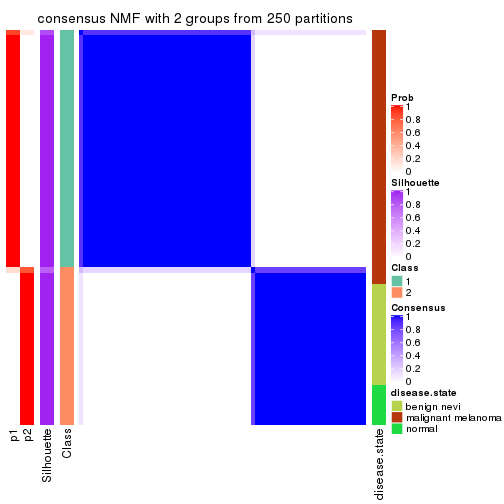 consensus NMF with 2 groups from 250 partitions
Prob
1
0.8
0.6
0.4
0.2
0
Silhouette
1
0.8
0.6
0.4
0.2
0
Class
1
2
Consensus
1
0.8
0.6
0.4
0.2
0
disease.state
benign nevi
malignant melanoma
normal
p1
p2
Silhouette
Class
disease.state